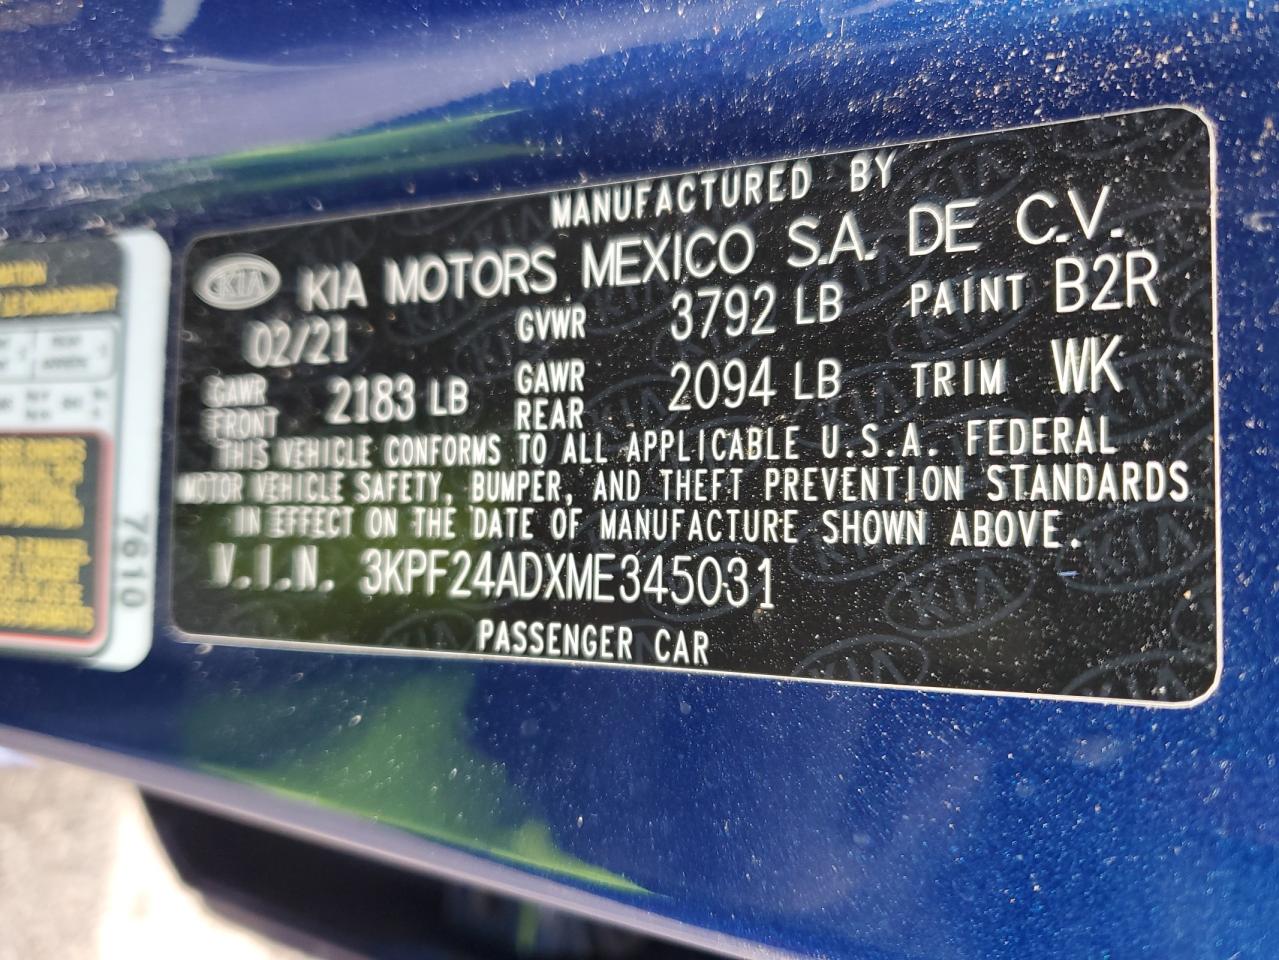 MANUFACTURED BY
KIA KIA MOTORS MEXICO S.A. DE C.V.
02/21 GVWR 3792 LB PAINT B2R
GAWR FRONT 2183 LB GAWR REAR 2094 LB TRIM WK
THIS VEHICLE CONFORMS TO ALL APPLICABLE U.S.A. FEDERAL
MOTOR VEHICLE SAFETY, BUMPER, AND THEFT PREVENTION STANDARDS
IN EFFECT ON THE DATE OF MANUFACTURE SHOWN ABOVE.
V.I.N. 3KPF24ADXME345031
PASSENGER CAR
7610